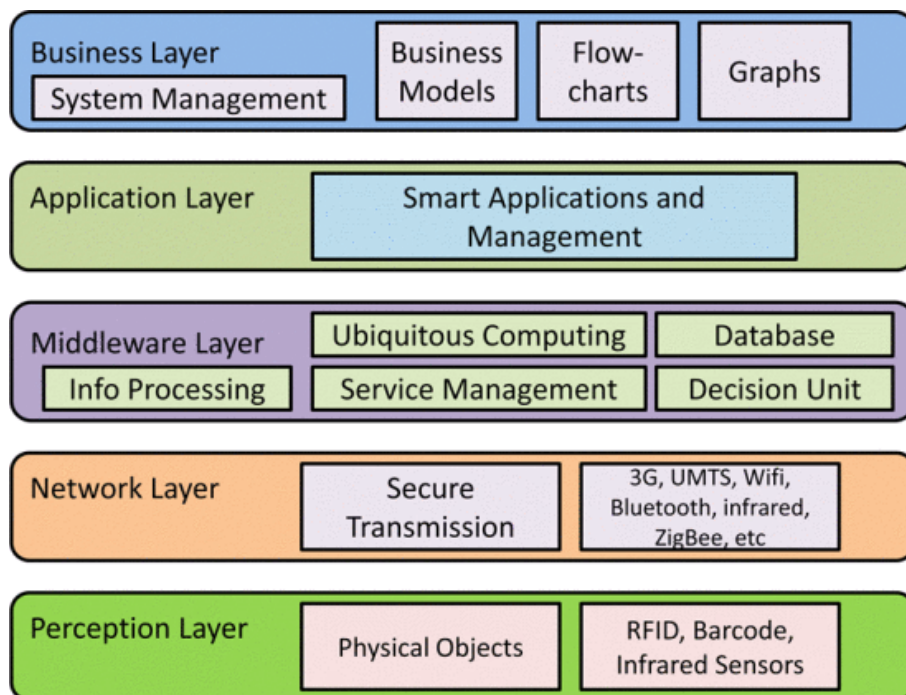 Business Layer
System Management
Business
Models
Flow-
charts
Graphs
Application Layer
Smart Applications and
Management
Middleware Layer
Ubiquitous Computing
Database
Info Processing
Service Management
Decision Unit
Network Layer
Secure
Transmission
3G, UMTS, Wifi,
Bluetooth, infrared,
ZigBee, etc
Perception Layer
Physical Objects
RFID, Barcode,
Infrared Sensors